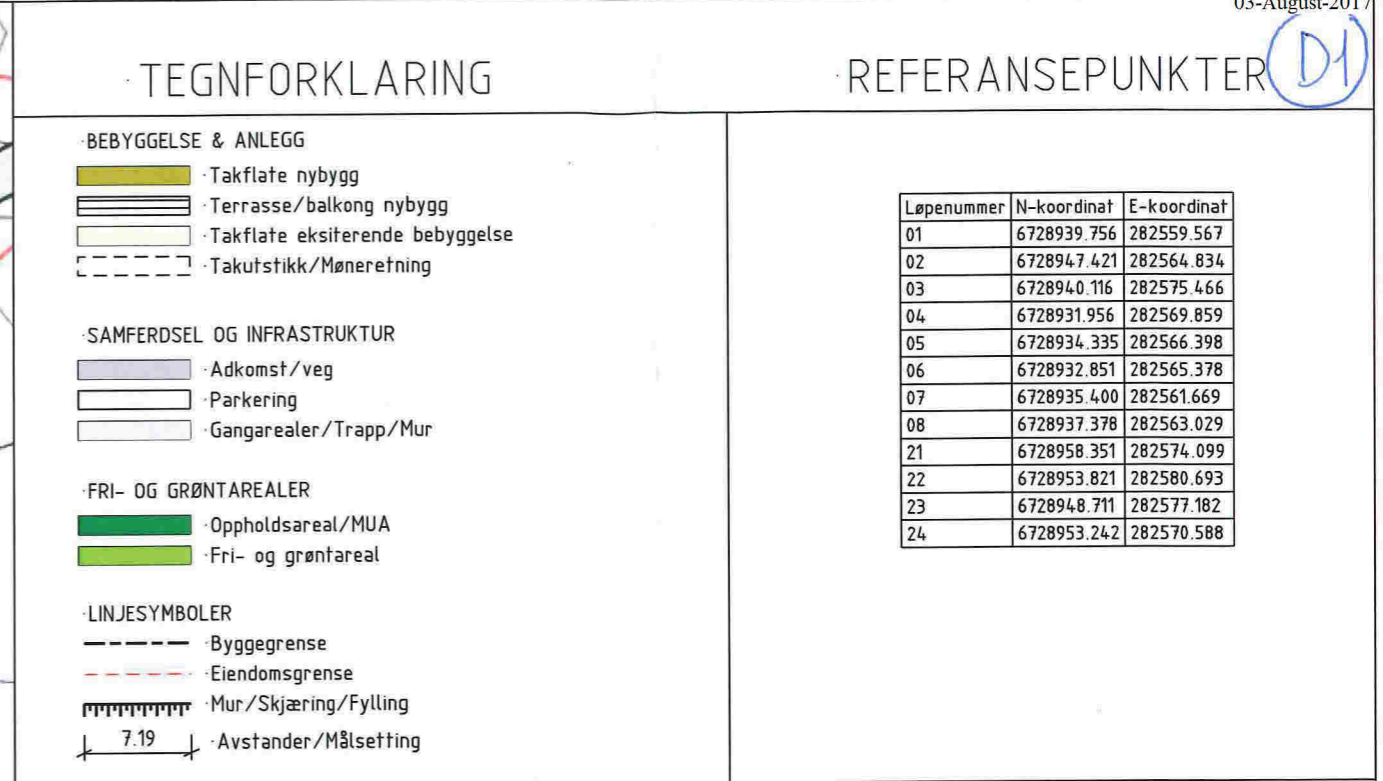 03-August-2017
D1
TEGNFORKLARING
REFERANSEPUNKTER
BEBYGGELSE & ANLEGG
Takflate nybygg
Terrasse/balkong nybygg
Takflate eksiterende bebyggelse
Takutstikk/Møneretning
SAMFERDSEL OG INFRASTRUKTUR
Adkomst/veg
Parkering
Gangarealer/Trapp/Mur
FRI- OG GRØNTAREALER
Oppholdsareal/MUA
Fri- og grøntareal
LINJESYMBOLER
Byggegrense
Eiendomsgrense
Mur/Skjæring/Fylling
7.19 Avstander/Målsetting
Løpenummer N-koordinat E-koordinat
01 6728939.756 282559.567
02 6728947.421 282564.834
03 6728940.116 282575.466
04 6728931.956 282569.859
05 6728934.335 282566.398
06 6728932.851 282565.378
07 6728935.400 282561.669
08 6728937.378 282563.029
21 6728958.351 282574.099
22 6728953.821 282580.693
23 6728948.711 282577.182
24 6728953.242 282570.588